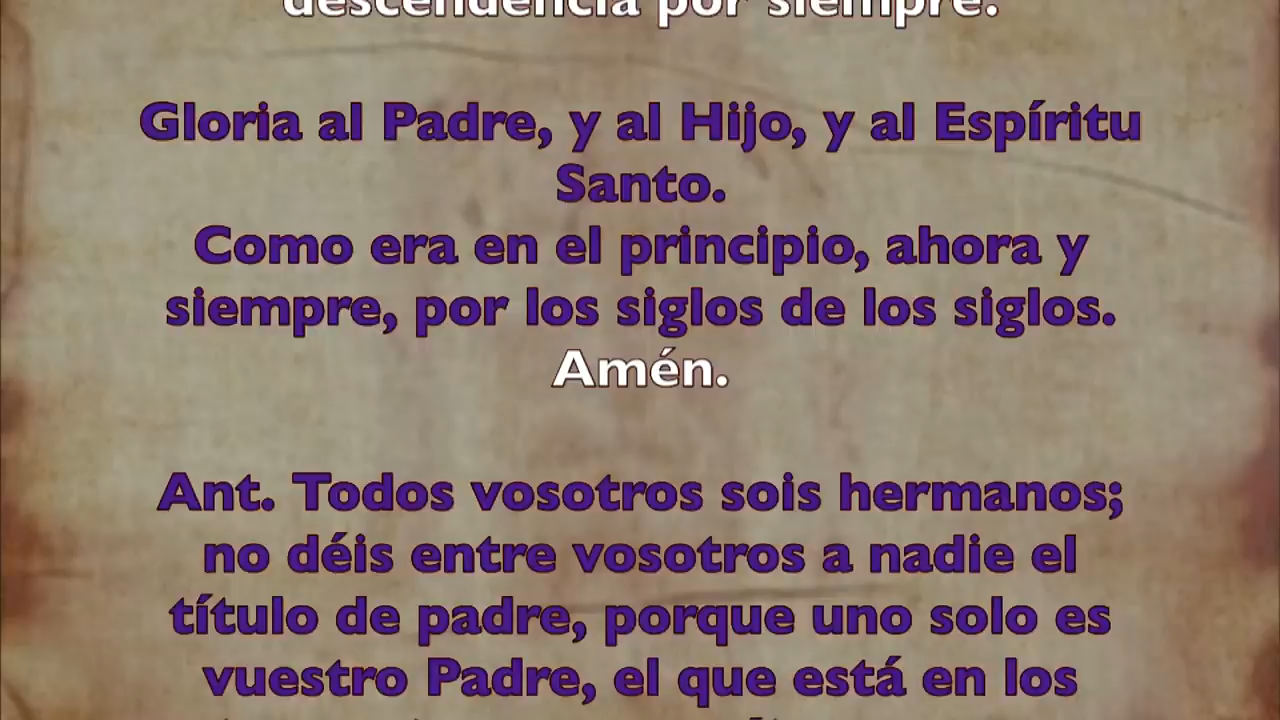 descendencia por siempre.
Gloria al Padre, y al Hijo, y al Espíritu
Santo.
Como era en el principio, ahora y
siempre, por los siglos de los siglos.
Amén.
Ant. Todos vosotros sois hermanos;
no déis entre vosotros a nadie el
título de padre, porque uno solo es
vuestro Padre, el que está en los